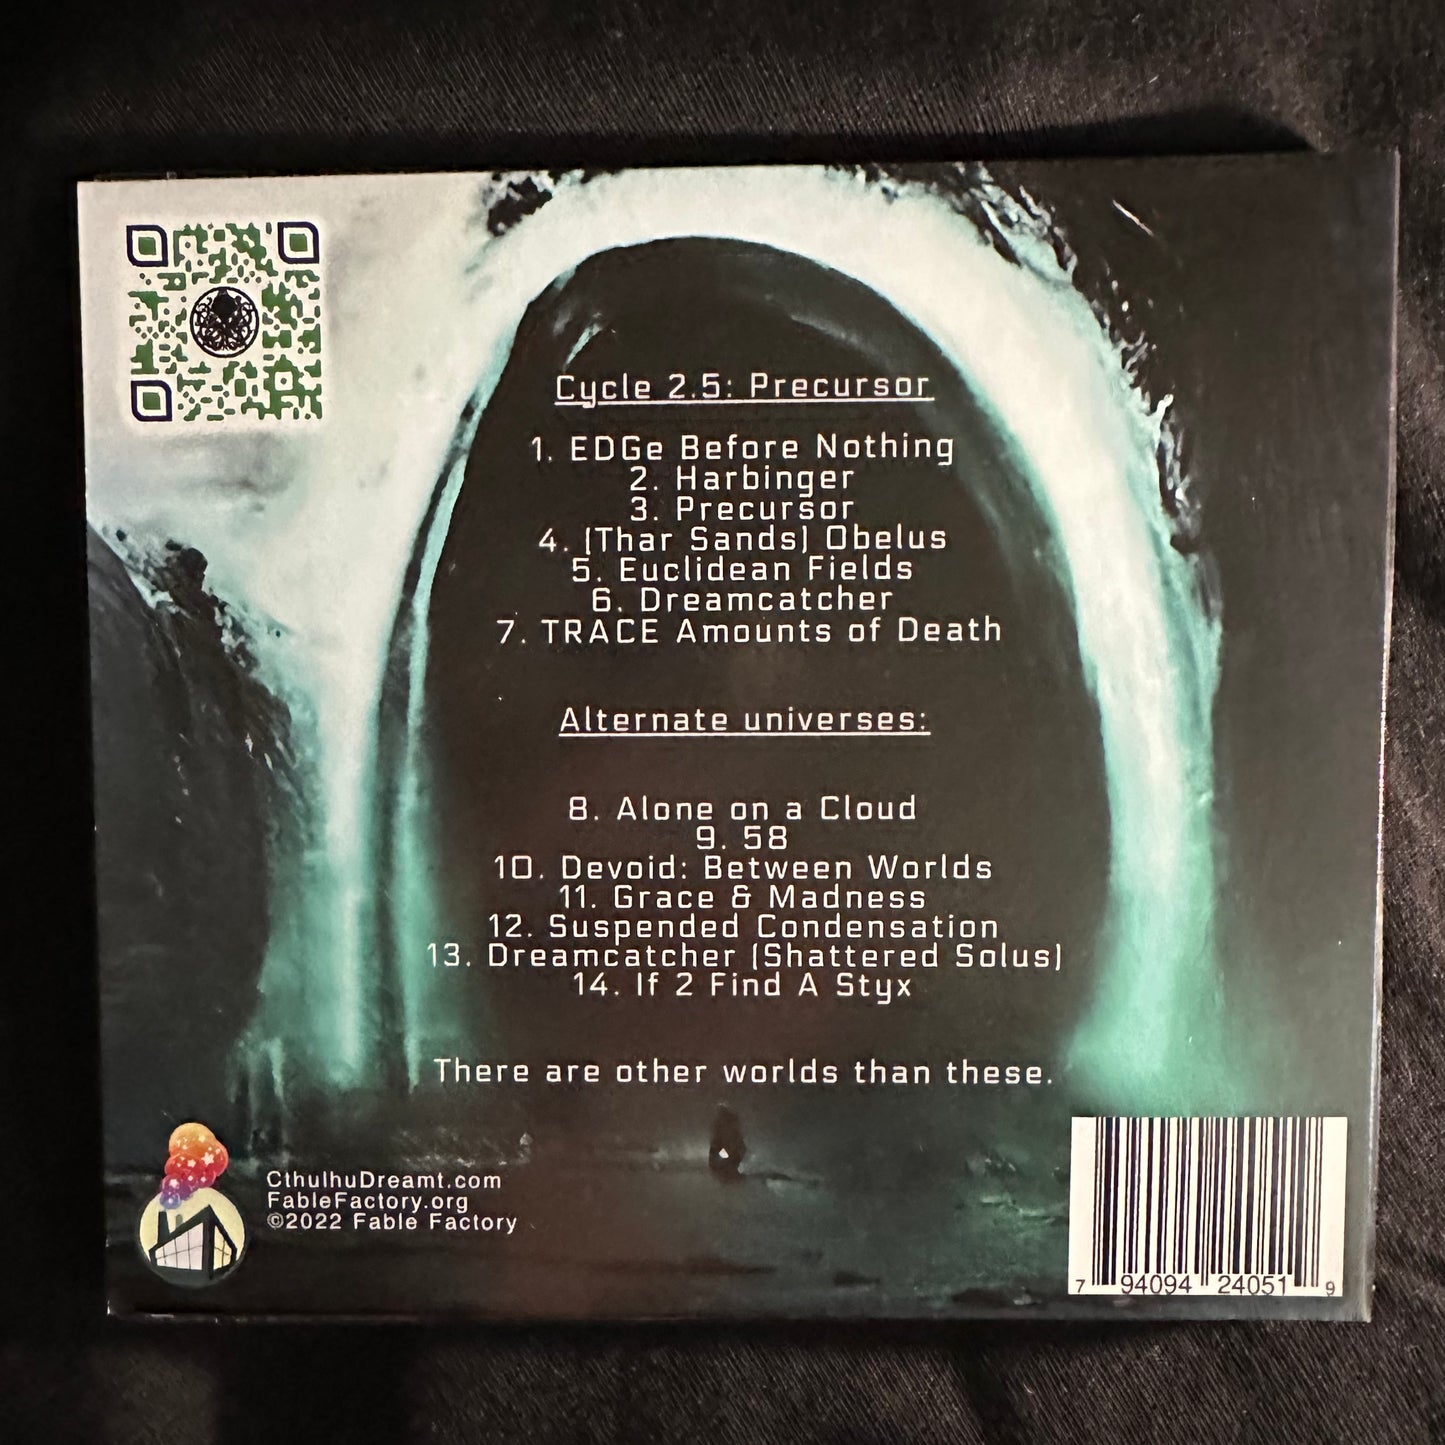 Cycle 2.5: Precursor
1. EDGe Before Nothing
2. Harbinger
3. Precursor
4. (Thar Sands) Obelus
5. Euclidean Fields
6. Dreamcatcher
7. TRACE Amounts of Death
Alternate universes:
8. Alone on a Cloud
9. 58
10. Devoid: Between Worlds
11. Grace & Madness
12. Suspended Condensation
13. Dreamcatcher (Shattered Solus)
14. If 2 Find A Styx
There are other worlds than these.
CthulhuDreamt.com
FableFactory.org
©2022 Fable Factory
7 94094 24051 9